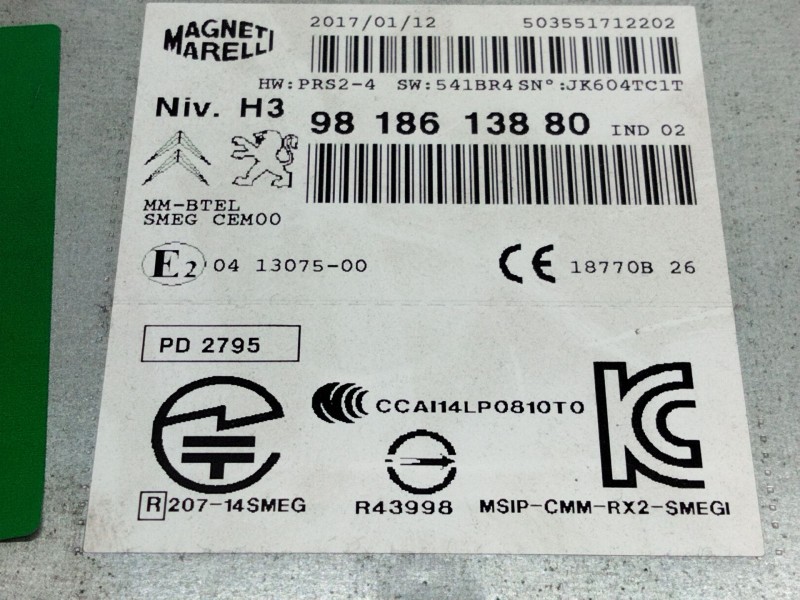 MAGNETI
MARELLI
2017/01/12 503551712202
HW:PRS2-4 SW:541BR4 SN°:JK604TC1T
Niv. H3
98 186 138 80 IND 02
MM-BTEL
SMEG CEM00
E2 04 13075-00
CE 18770B 26
PD 2795
CCAI14LP0810T0
R 207-14SMEG
R43998
MSIP-CMM-RX2-SMEGI